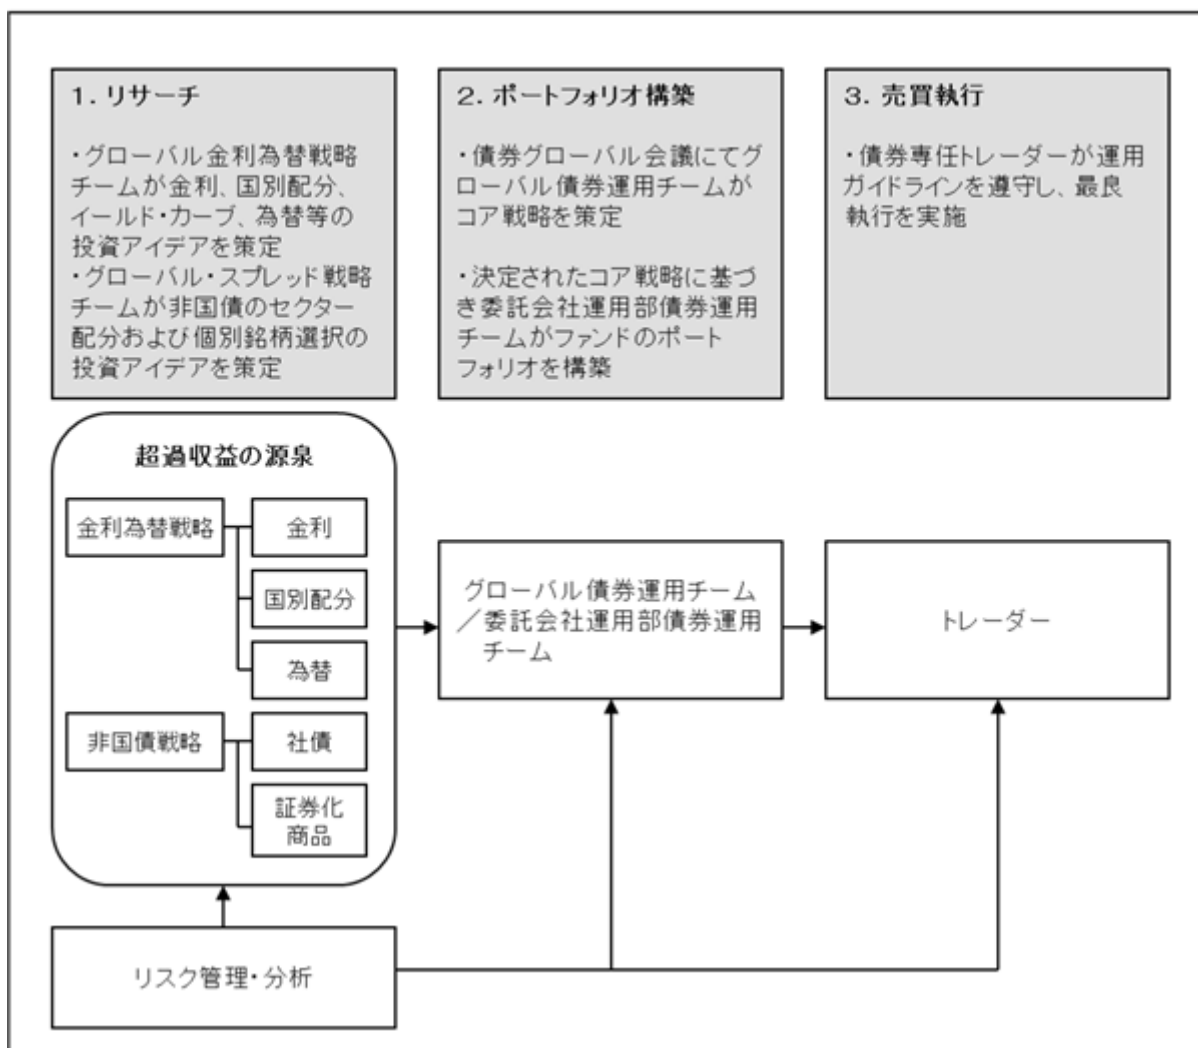 1. リサーチ
・グローバル金利為替戦略
チームが金利、国別配分、
イールド・カーブ、為替等の
投資アイデアを策定
・グローバル・スプレッド戦略
チームが非国債のセクター
配分および個別銘柄選択の
投資アイデアを策定
2. ポートフォリオ構築
・債券グローバル会議にてグ
ローバル債券運用チームが
コア戦略を策定
・決定されたコア戦略に基づ
き委託会社運用部債券運用
チームがファンドのポート
フォリオを構築
3. 売買執行
・債券専任トレーダーが運用
ガイドラインを遵守し、最良
執行を実施
超過収益の源泉
金利為替戦略
金利
国別配分
為替
非国債戦略
社債
証券化
商品
グローバル債券運用チーム
／委託会社運用部債券運用
チーム
トレーダー
リスク管理・分析